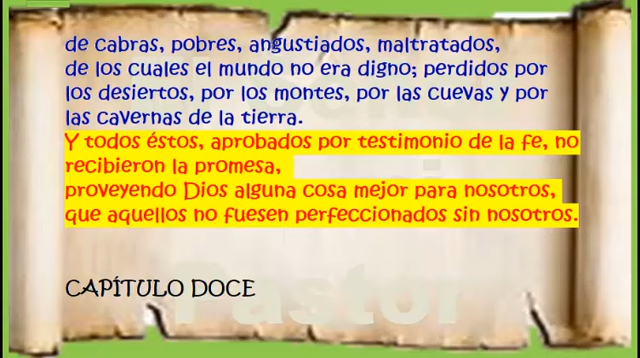 de cabras, pobres, angustiados, maltratados,
de los cuales el mundo no era digno; perdidos por
los desiertos, por los montes, por las cuevas y por
las cavernas de la tierra.
Y todos éstos, aprobados por testimonio de la fe, no
recibieron la promesa,
proveyendo Dios alguna cosa mejor para nosotros,
que aquellos no fuesen perfeccionados sin nosotros.
CAPÍTULO DOCE
Pastor